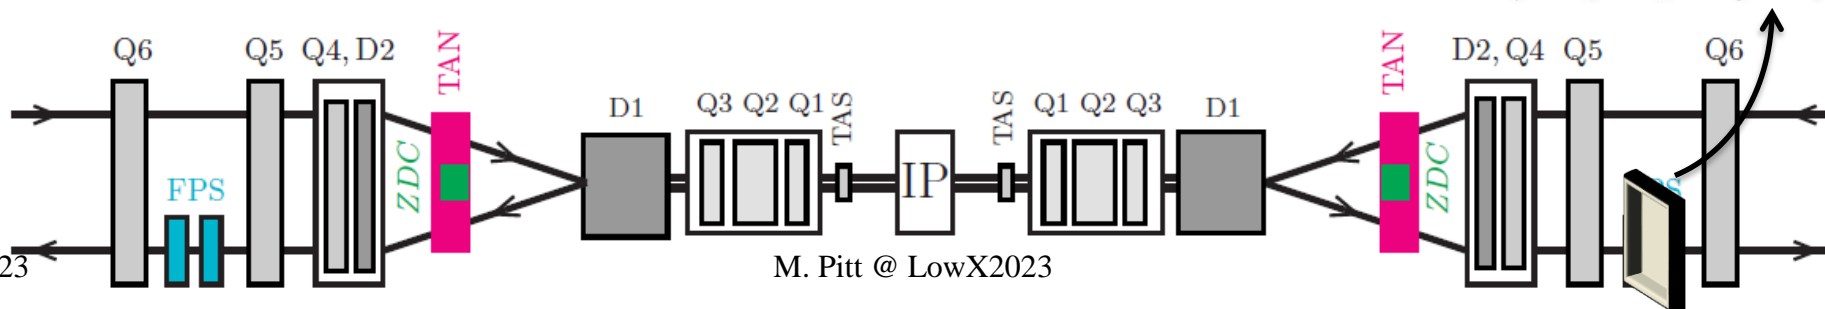 Q6 Q5 Q4, D2 TAN D1 Q3 Q2 Q1 TAS IP TAS Q1 Q2 Q3 D1 TAN D2, Q4 Q5 Q6
FPS ZDC ZDC
23 M. Pitt @ LowX2023